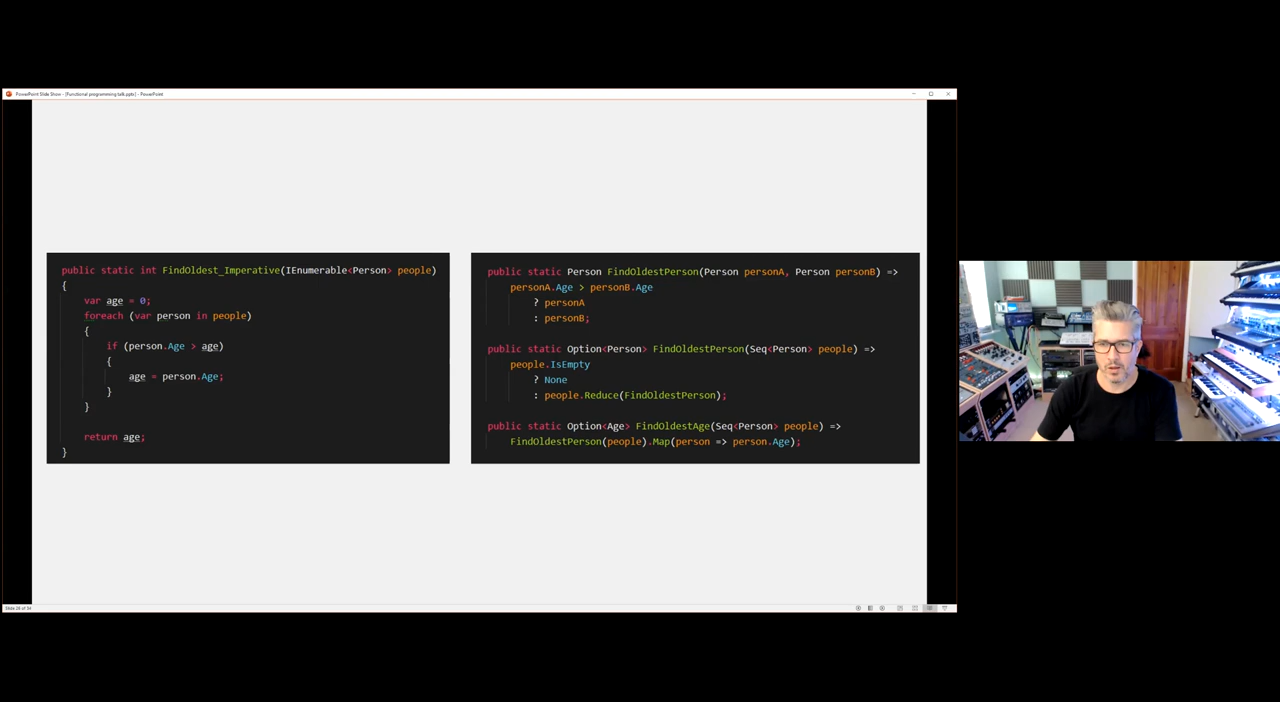 PowerPoint Slide Show - [Functional programming talk.pptx] - PowerPoint
public static int FindOldest_Imperative(IEnumerable<Person> people)
{
var age = 0;
foreach (var person in people)
{
if (person.Age > age)
{
age = person.Age;
}
}
return age;
}
public static Person FindOldestPerson(Person personA, Person personB) =>
personA.Age > personB.Age
? personA
: personB;
public static Option<Person> FindOldestPerson(Seq<Person> people) =>
people.IsEmpty
? None
: people.Reduce(FindOldestPerson);
public static Option<Age> FindOldestAge(Seq<Person> people) =>
FindOldestPerson(people).Map(person => person.Age);